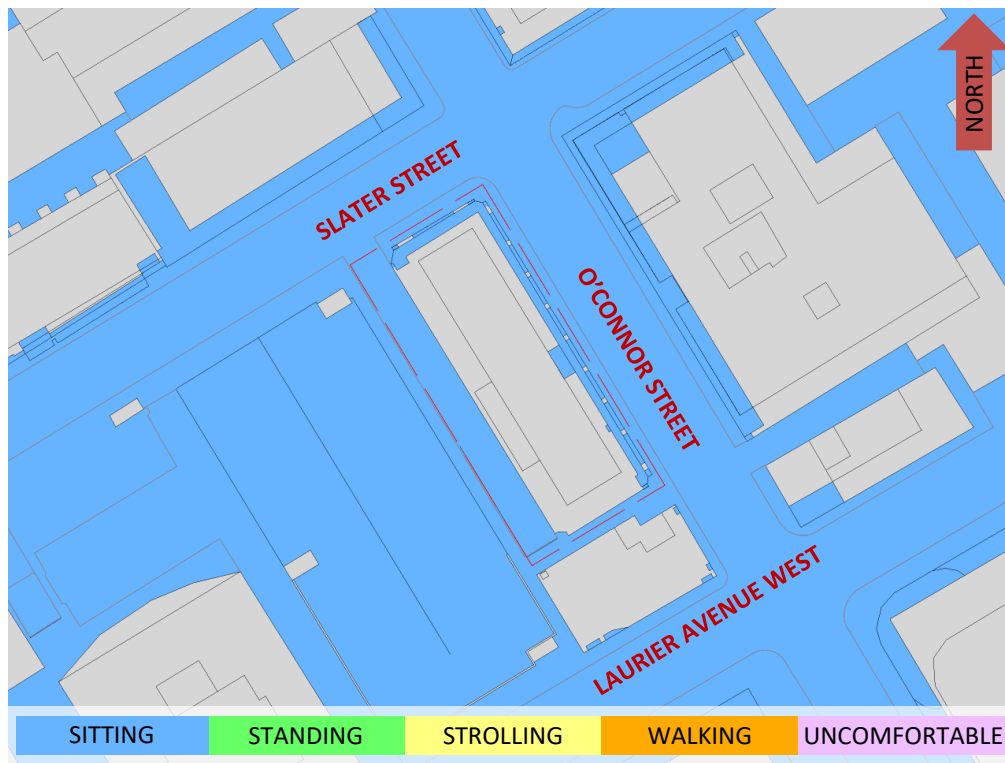 NORTH
SLATER STREET
O'CONNOR STREET
LAURIER AVENUE WEST
SITTING
STANDING
STROLLING
WALKING
UNCOMFORTABLE